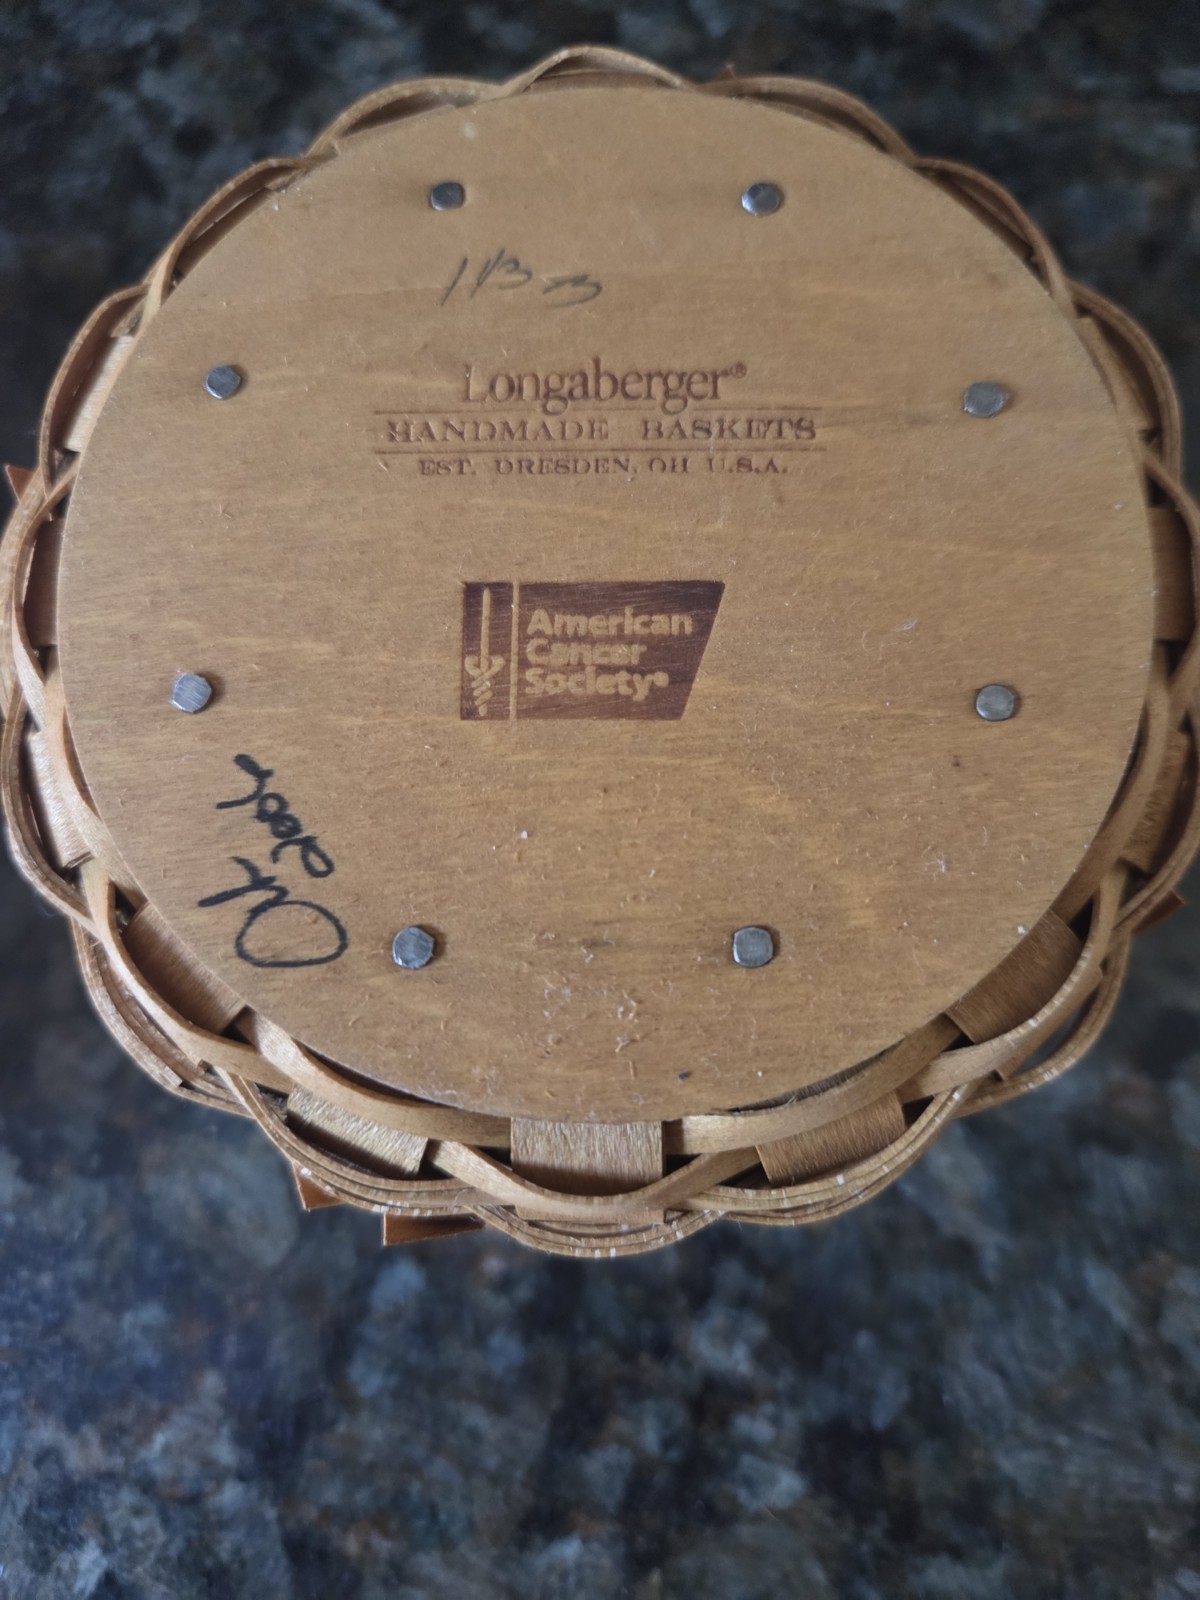 Longaberger®
HANDMADE BASKETS
EST. DRESDEN, OH U.S.A.
American
Cancer
Society®